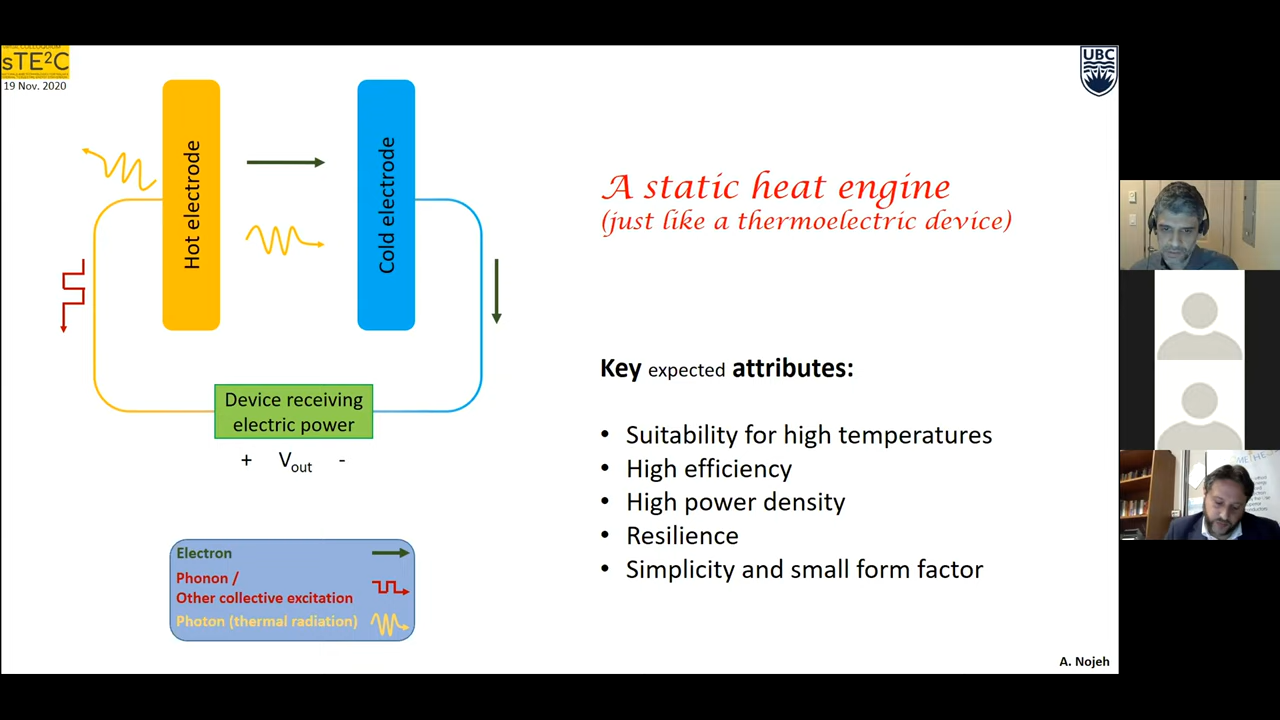 sTE²C
19 Nov. 2020
UBC
Hot electrode
Cold electrode
A static heat engine
(just like a thermoelectric device)
Device receiving
electric power
+ Vout -
Key expected attributes:
• Suitability for high temperatures
• High efficiency
• High power density
• Resilience
• Simplicity and small form factor
Electron
Phonon /
Other collective excitation
Photon (thermal radiation)
A. Nojeh